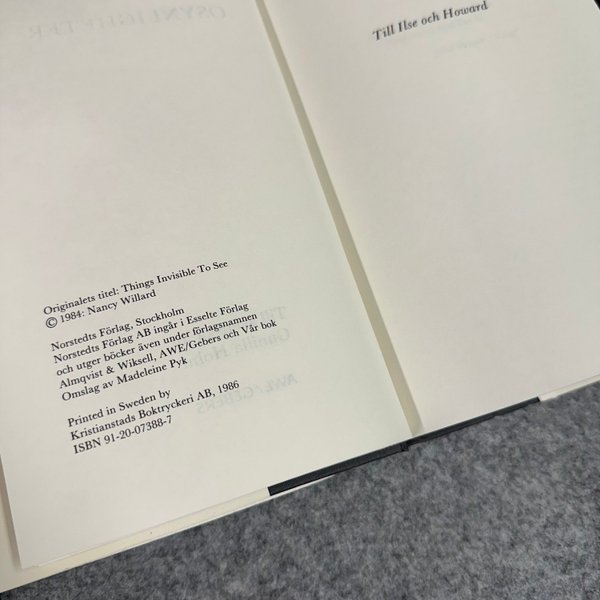 Originalets titel: Things Invisible To See
© 1984: Nancy Willard
Norstedts Förlag, Stockholm
Norstedts Förlag AB ingår i Esselte Förlag
och utger böcker även under förlagsnamnen
Almqvist & Wiksell, AWE/Gebers och Vår bok
Omslag av Madeleine Pyk
Printed in Sweden by
Kristianstads Boktryckeri AB, 1986
ISBN 91-20-07388-7
Till Ilse och Howard